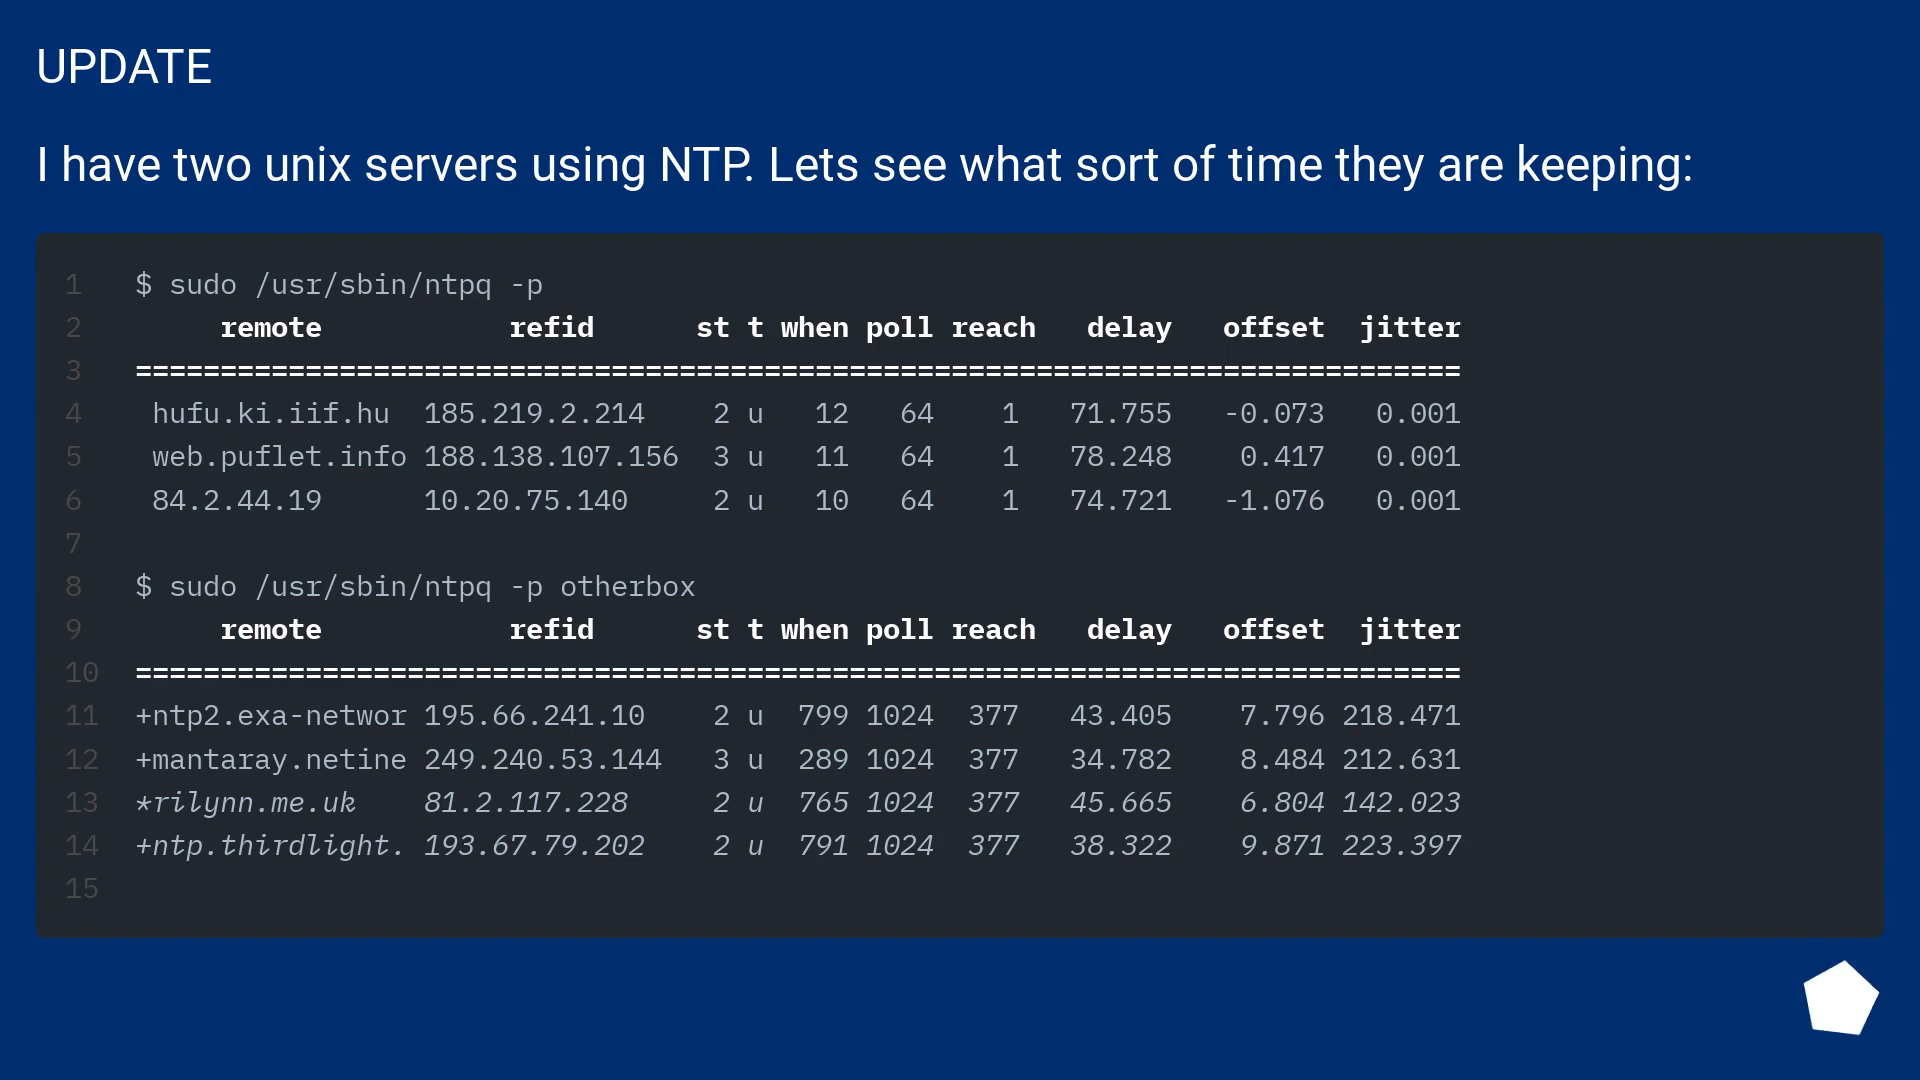 UPDATE
I have two unix servers using NTP. Lets see what sort of time they are keeping:
1 $ sudo /usr/sbin/ntpq -p
2      remote           refid      st t when poll reach   delay   offset  jitter
3 ==============================================================================
4  hufu.ki.iif.hu  185.219.2.214    2 u   12   64    1   71.755   -0.073   0.001
5  web.puflet.info 188.138.107.156  3 u   11   64    1   78.248    0.417   0.001
6  84.2.44.19      10.20.75.140     2 u   10   64    1   74.721   -1.076   0.001
7
8 $ sudo /usr/sbin/ntpq -p otherbox
9      remote           refid      st t when poll reach   delay   offset  jitter
10 ==============================================================================
11 +ntp2.exa-networ 195.66.241.10    2 u  799 1024  377   43.405    7.796 218.471
12 +mantaray.netine 249.240.53.144   3 u  289 1024  377   34.782    8.484 212.631
13 *rilynn.me.uk    81.2.117.228     2 u  765 1024  377   45.665    6.804 142.023
14 +ntp.thirdlight. 193.67.79.202    2 u  791 1024  377   38.322    9.871 223.397
15